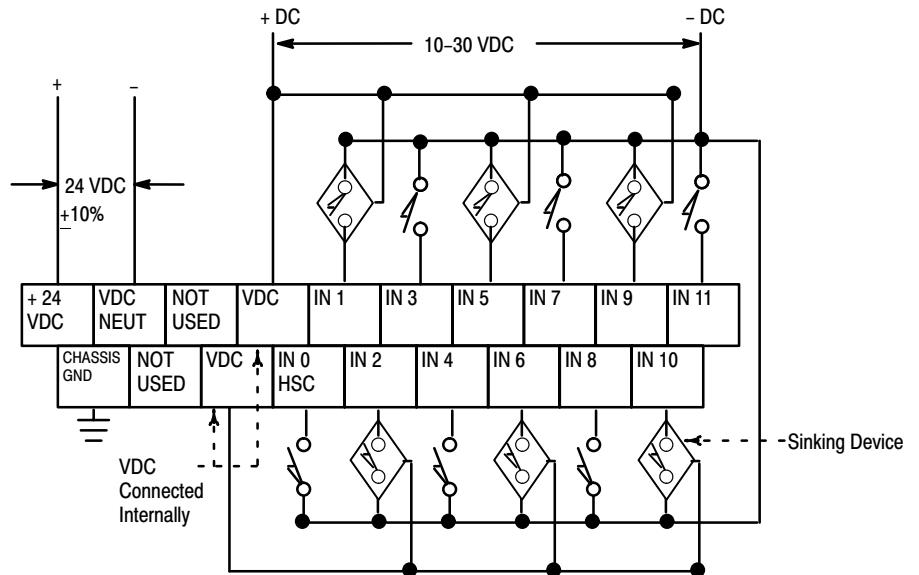 + DC
– DC
10–30 VDC
+
–
24 VDC
±10%
+ 24
VDC
VDC
NEUT
NOT
USED
VDC
IN 1
IN 3
IN 5
IN 7
IN 9
IN 11
CHASSIS
GND
NOT
USED
VDC
IN 0
HSC
IN 2
IN 4
IN 6
IN 8
IN 10
VDC
Connected
Internally
Sinking Device